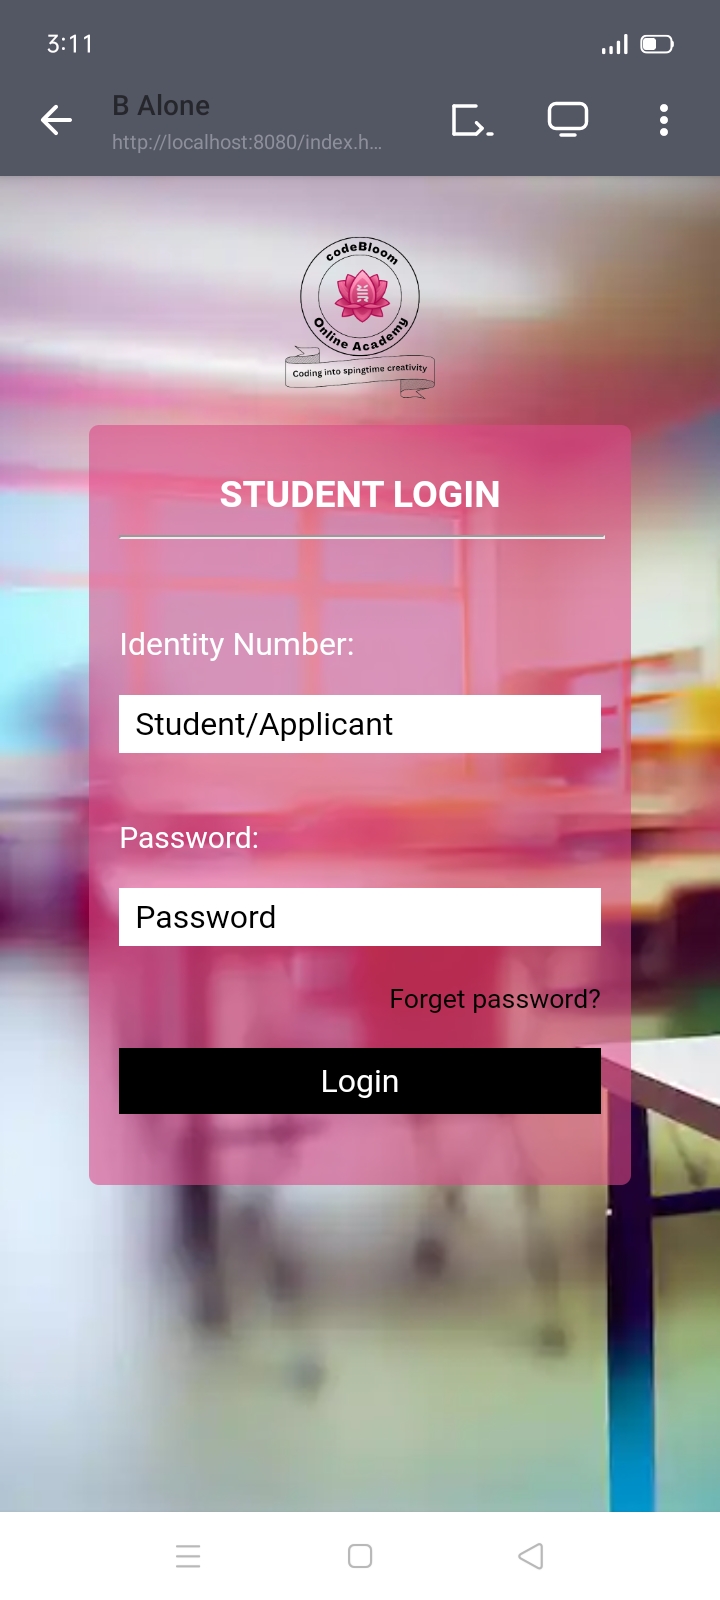 3:11
B Alone
http://localhost:8080/index.h...
codeBloom
Online Academy
Coding into spingtime creativity
STUDENT LOGIN
Identity Number:
Student/Applicant
Password:
Password
Forget password?
Login